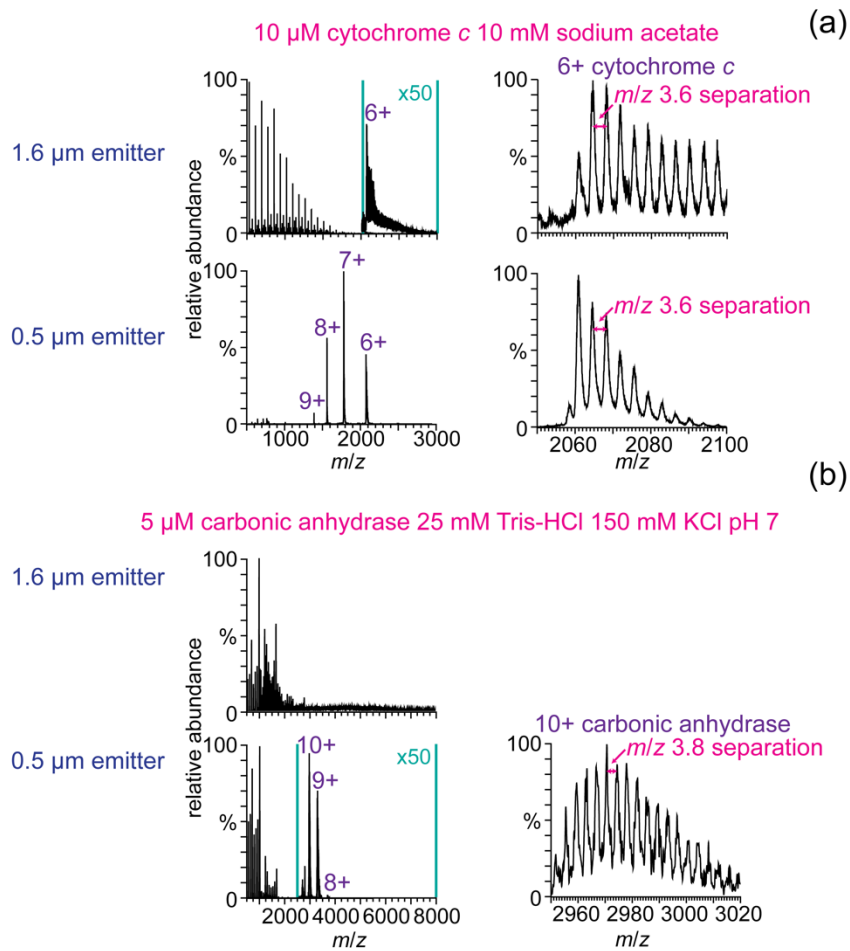 (a)
10 µM cytochrome c 10 mM sodium acetate
6+ cytochrome c
1.6 µm emitter
relative abundance
100
%
0
x50
6+
100
%
0
m/z 3.6 separation
0.5 µm emitter
100
%
0
9+
8+
7+
6+
1000 2000 3000
m/z
100
%
0
m/z 3.6 separation
2060 2080 2100
m/z
(b)
5 µM carbonic anhydrase 25 mM Tris-HCl 150 mM KCl pH 7
1.6 µm emitter
relative abundance
100
%
0
10+ carbonic anhydrase
0.5 µm emitter
100
%
0
10+
9+
8+
x50
2000 4000 6000 8000
m/z
100
%
0
m/z 3.8 separation
2960 2980 3000 3020
m/z